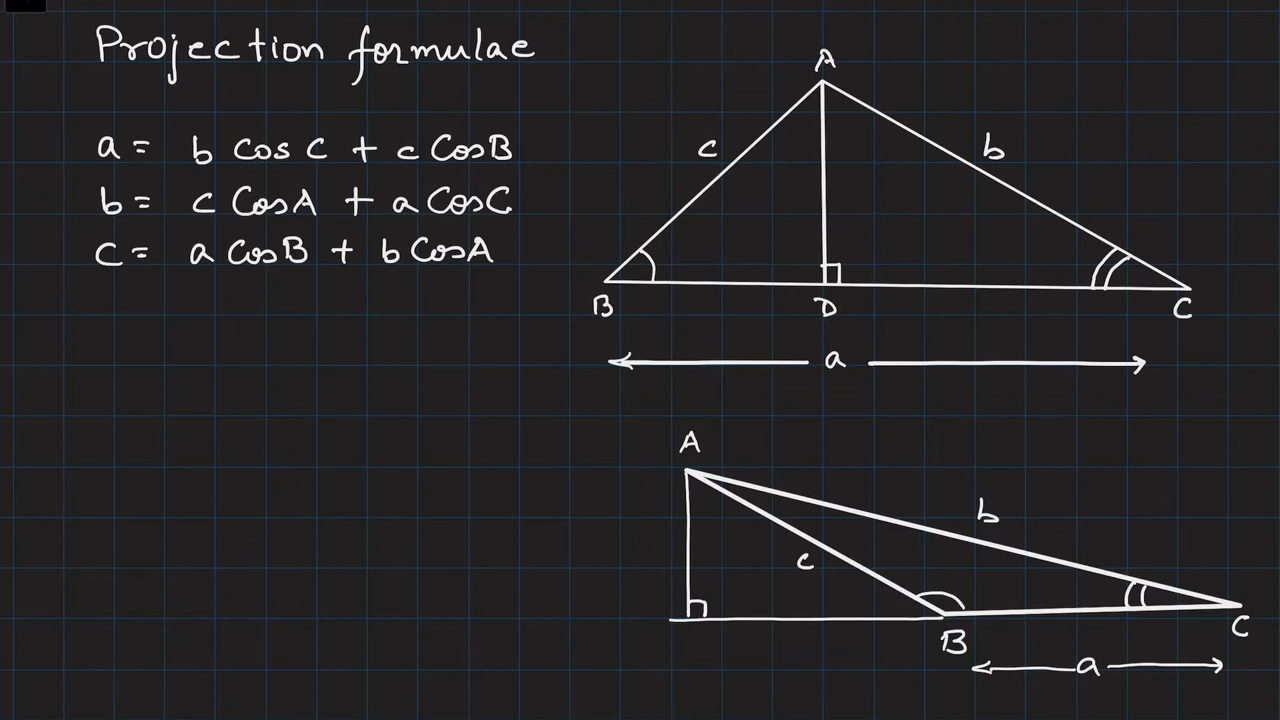 Projection formulae
a = b Cos C + c CosB
b = c CosA + a CosC
C = a CosB + b CosA
A
c
b
B
D
C
a
A
b
c
B
C
a